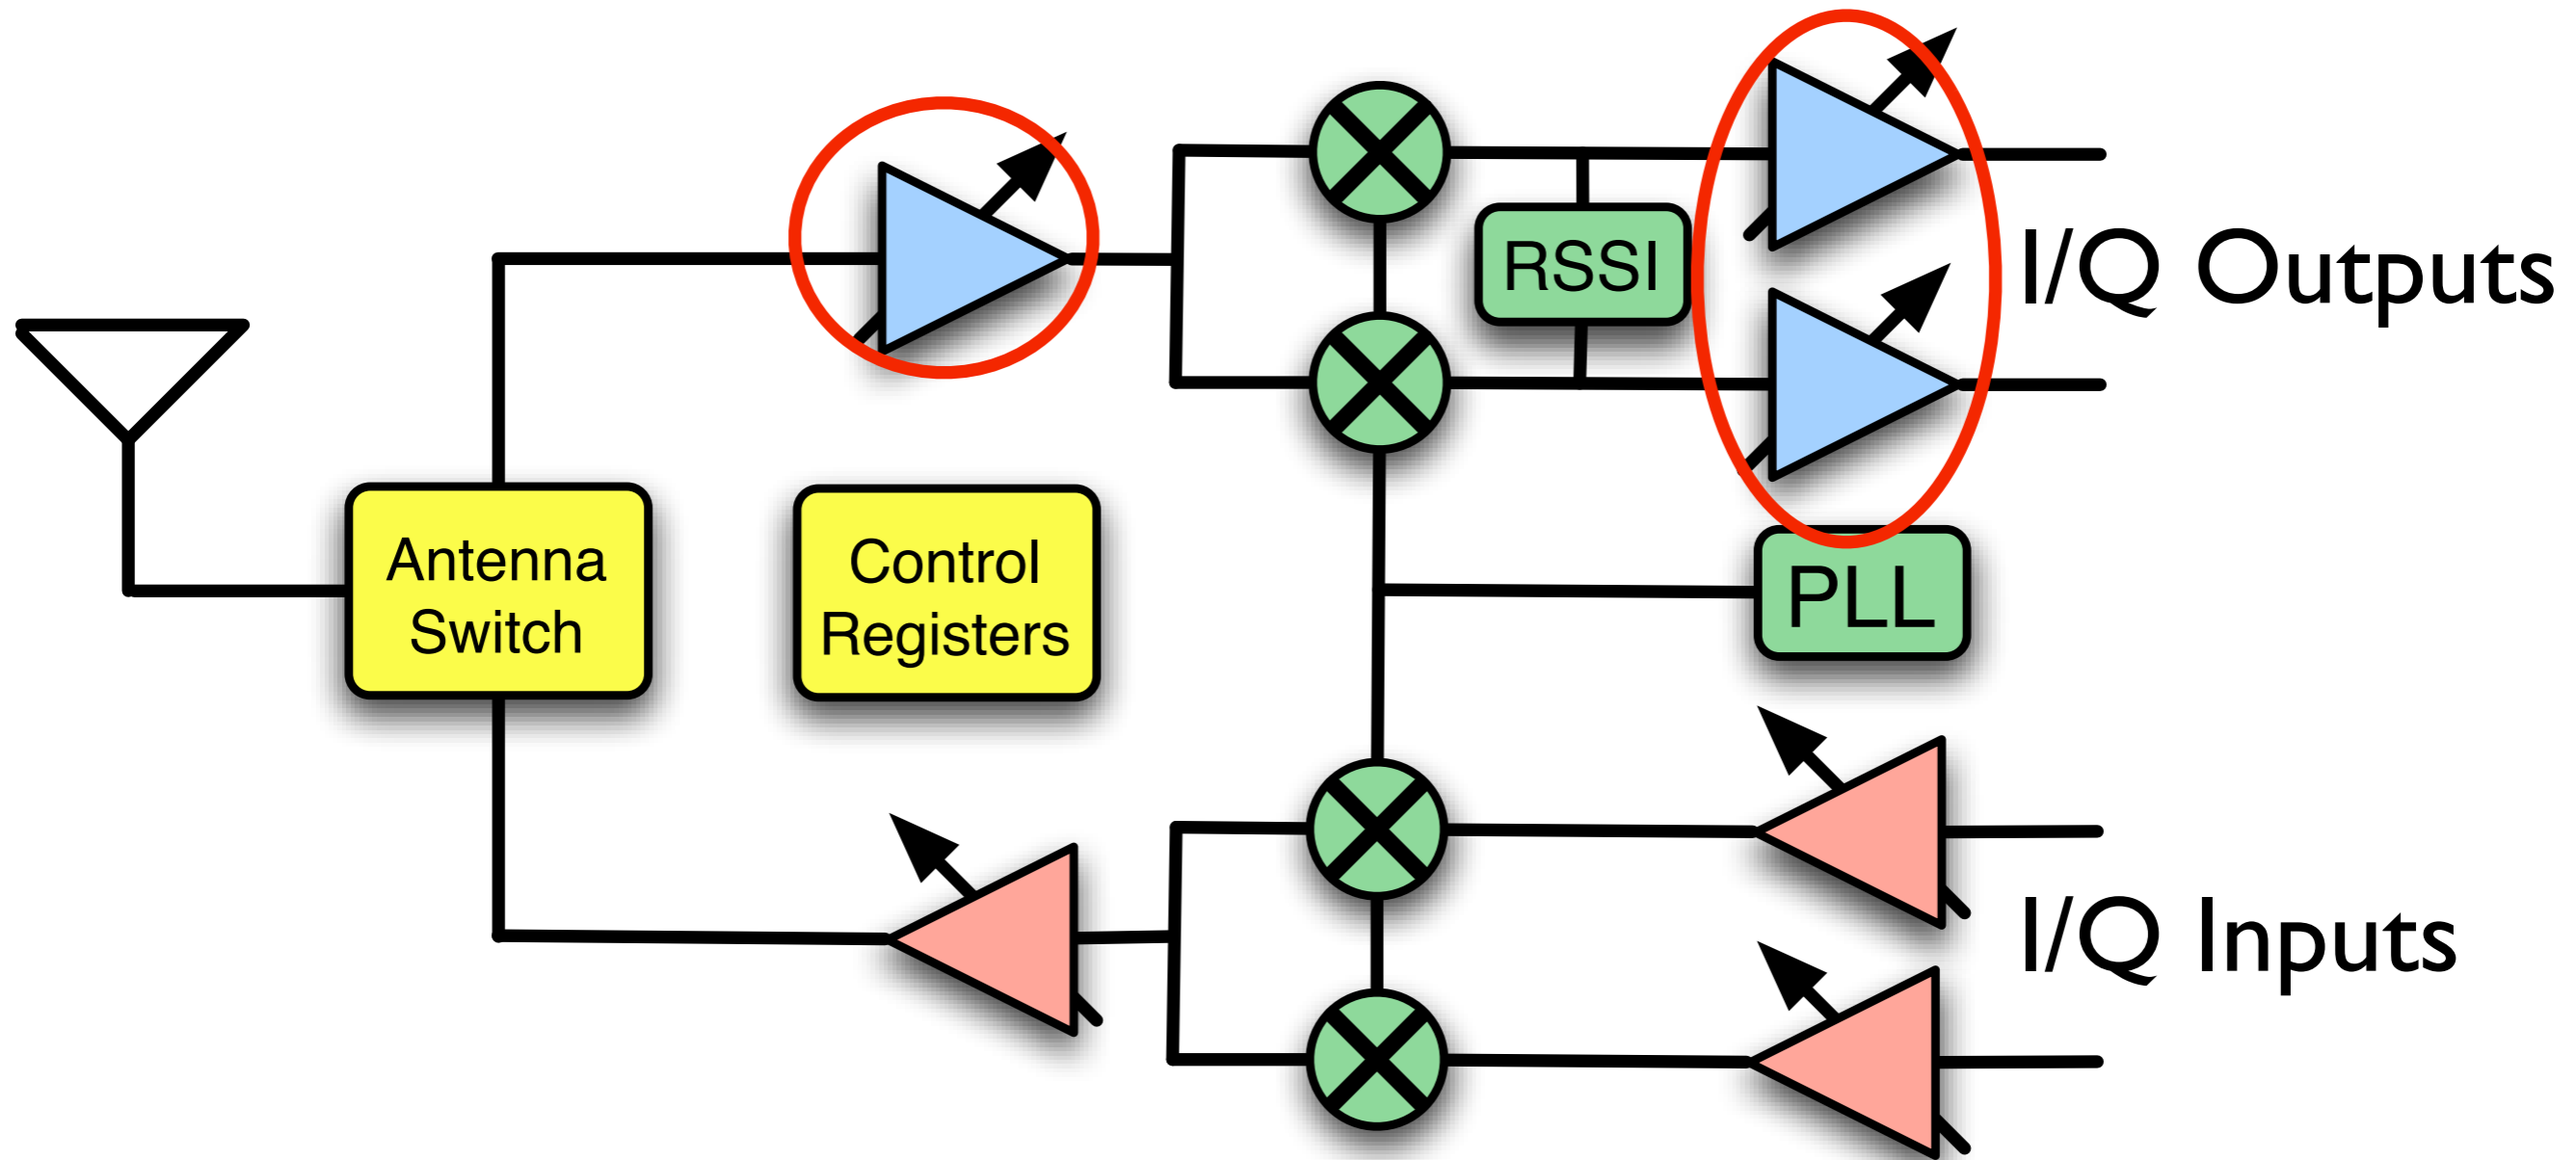 RSSI
I/Q Outputs
Antenna
Switch
Control
Registers
PLL
I/Q Inputs